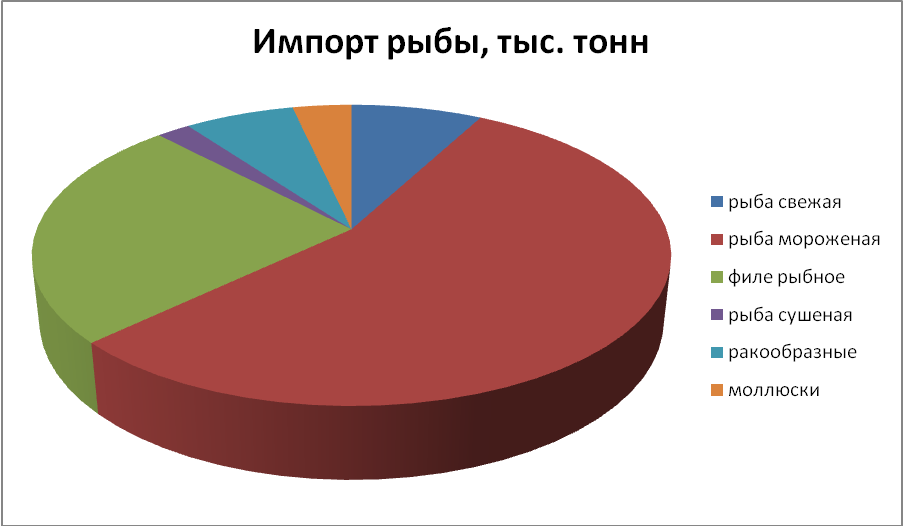 Импорт рыбы, тыс. тонн
рыба свежая
рыба мороженая
филе рыбное
рыба сушеная
ракообразные
моллюски